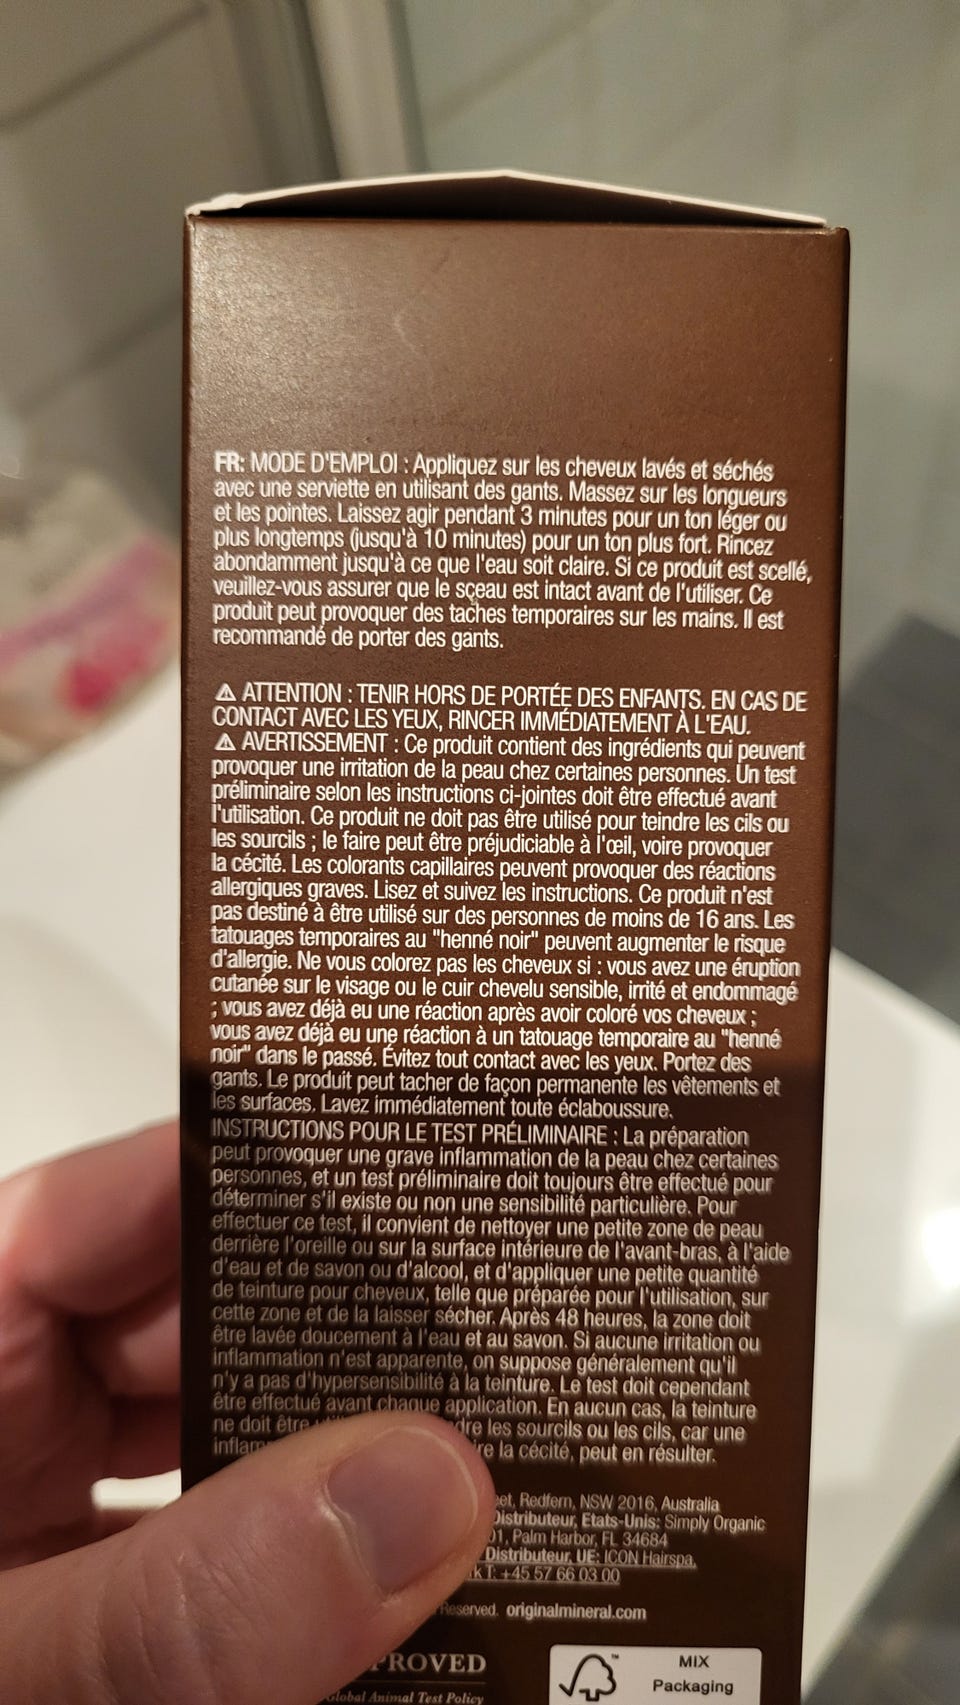 FR: MODE D'EMPLOI : Appliquez sur les cheveux lavés et séchés
avec une serviette en utilisant des gants. Massez sur les longueurs
et les pointes. Laissez agir pendant 3 minutes pour un ton léger ou
plus longtemps (jusqu'à 10 minutes) pour un ton plus fort. Rincez
abondamment jusqu'à ce que l'eau soit claire. Si ce produit est scellé,
veuillez-vous assurer que le sçeau est intact avant de l'utiliser. Ce
produit peut provoquer des taches temporaires sur les mains. Il est
recommandé de porter des gants.
⚠ ATTENTION : TENIR HORS DE PORTÉE DES ENFANTS. EN CAS DE
CONTACT AVEC LES YEUX, RINCER IMMÉDIATEMENT À L'EAU.
⚠ AVERTISSEMENT : Ce produit contient des ingrédients qui peuvent
provoquer une irritation de la peau chez certaines personnes. Un test
préliminaire selon les instructions ci-jointes doit être effectué avant
l'utilisation. Ce produit ne doit pas être utilisé pour teindre les cils ou
les sourcils ; le faire peut être préjudiciable à l'œil, voire provoquer
la cécité. Les colorants capillaires peuvent provoquer des réactions
allergiques graves. Lisez et suivez les instructions. Ce produit n'est
pas destiné à être utilisé sur des personnes de moins de 16 ans. Les
tatouages temporaires au "henné noir" peuvent augmenter le risque
d'allergie. Ne vous colorez pas les cheveux si : vous avez une éruption
cutanée sur le visage ou le cuir chevelu sensible, irrité et endommagé
; vous avez déjà eu une réaction après avoir coloré vos cheveux ;
vous avez déjà eu une réaction à un tatouage temporaire au "henné
noir" dans le passé. Évitez tout contact avec les yeux. Portez des
gants. Le produit peut tacher de façon permanente les vêtements et
les surfaces. Lavez immédiatement toute éclaboussure.
INSTRUCTIONS POUR LE TEST PRÉLIMINAIRE : La préparation
peut provoquer une grave inflammation de la peau chez certaines
personnes, et un test préliminaire doit toujours être effectué pour
déterminer s'il existe ou non une sensibilité particulière. Pour
effectuer ce test, il convient de nettoyer une petite zone de peau
derrière l'oreille ou sur la surface intérieure de l'avant-bras, à l'aide
d'eau et de savon ou d'alcool, et d'appliquer une petite quantité
de teinture pour cheveux, telle que préparée pour l'utilisation, sur
cette zone et de la laisser sécher. Après 48 heures, la zone doit
être lavée doucement à l'eau et au savon. Si aucune irritation ou
inflammation n'est apparente, on suppose généralement qu'il
n'y a pas d'hypersensibilité à la teinture. Le test doit cependant
être effectué avant chaque application. En aucun cas, la teinture
ne doit être les sourcils ou les cils, car une
la cécité, peut en résulter.
Redfern, NSW 2016, Australia
Distributeur, Etats-Unis: Simply Organic
Palm Harbor, FL 34684
Distributeur, UE: ICON Hairspa,
T: +45 57 66 03 00
Reserved. originalmineral.com
Global Animal Test Policy
MIX
Packaging